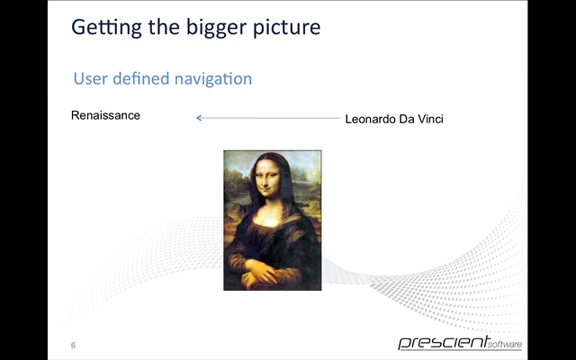 Getting the bigger picture
User defined navigation
Renaissance
Leonardo Da Vinci
6
prescient software